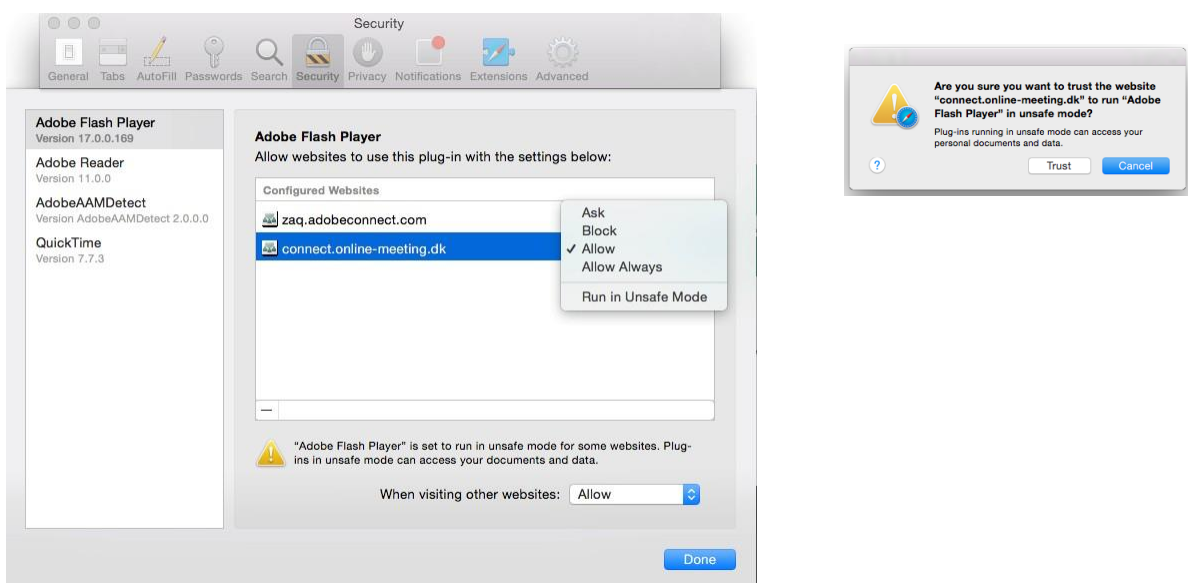 Security
General Tabs AutoFill Passwords Search Security Privacy Notifications Extensions Advanced
Adobe Flash Player
Version 17.0.0.169
Adobe Reader
Version 11.0.0
AdobeAAMDetect
Version AdobeAAMDetect 2.0.0.0
QuickTime
Version 7.7.3
Adobe Flash Player
Allow websites to use this plug-in with the settings below:
Configured Websites
zaq.adobeconnect.com
connect.online-meeting.dk
Ask
Block
✓ Allow
Allow Always
Run in Unsafe Mode
“Adobe Flash Player” is set to run in unsafe mode for some websites. Plug-
ins in unsafe mode can access your documents and data.
When visiting other websites: Allow
Done
Are you sure you want to trust the website
“connect.online-meeting.dk” to run “Adobe
Flash Player” in unsafe mode?
Plug-ins running in unsafe mode can access your
personal documents and data.
? Trust Cancel